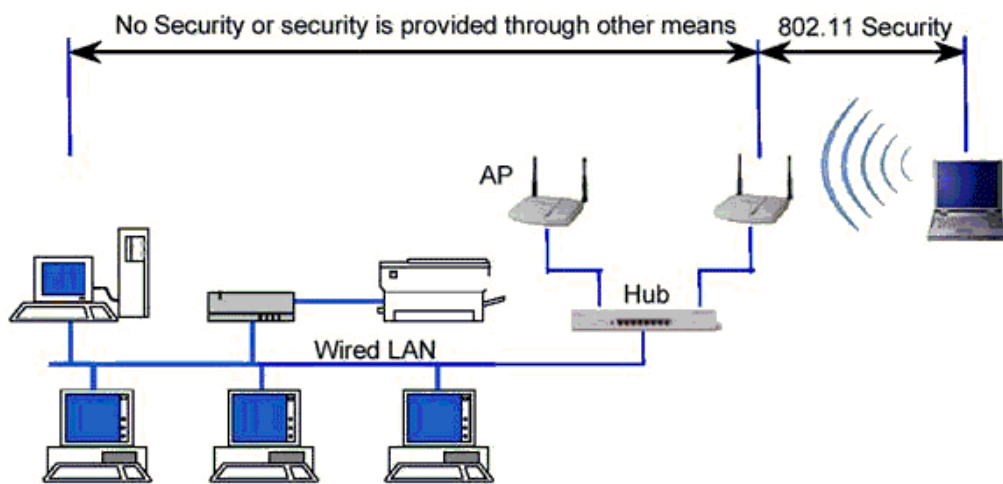 No Security or security is provided through other means
802.11 Security
AP
Hub
Wired LAN